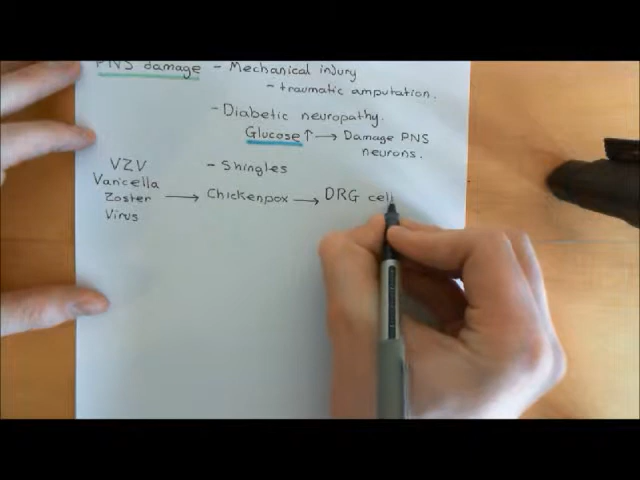 PNS damage - Mechanical injury
- traumatic amputation.
- Diabetic neuropathy.
Glucose ↑ → Damage PNS
neurons.
- Shingles
VZV
Varicella
Zoster → Chickenpox → DRG cell
Virus